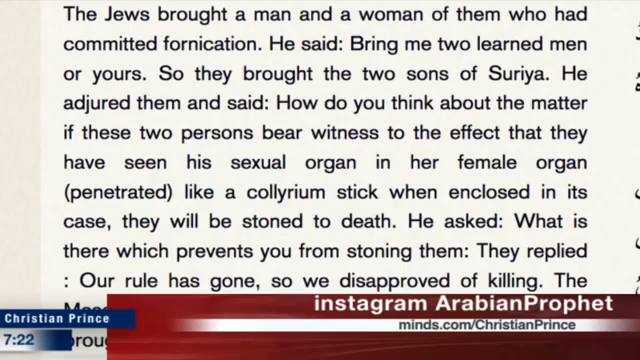 The Jews brought a man and a woman of them who had
committed fornication. He said: Bring me two learned men
or yours. So they brought the two sons of Suriya. He
adjured them and said: How do you think about the matter
if these two persons bear witness to the effect that they
have seen his sexual organ in her female organ
(penetrated) like a collyrium stick when enclosed in its
case, they will be stoned to death. He asked: What is
there which prevents you from stoning them: They replied
: Our rule has gone, so we disapproved of killing. The
instagram ArabianProphet
Christian Prince
minds.com/ChristianPrince
7:22